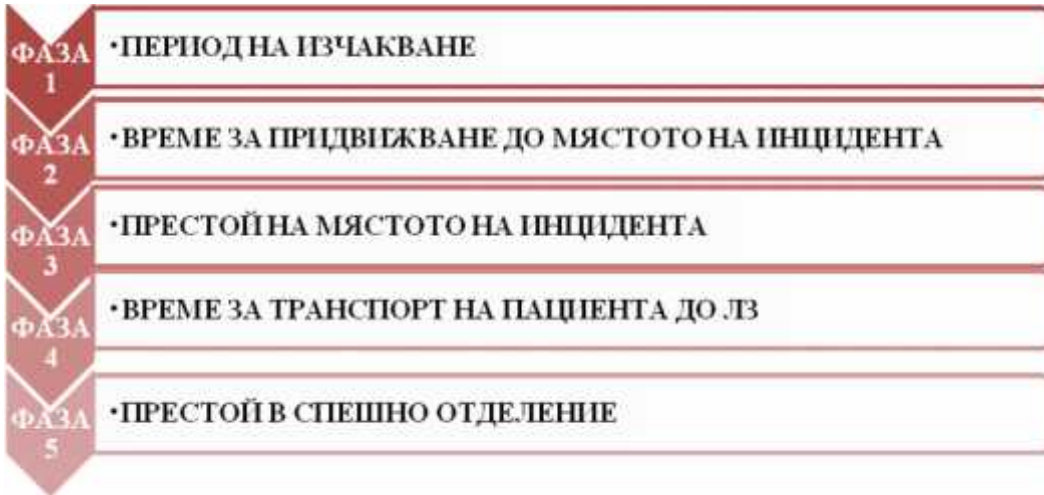 ФАЗА
1
•ПЕРИОД НА ИЗЧАКВАНЕ
ФАЗА
2
•ВРЕМЕ ЗА ПРИДВИЖВАНЕ ДО МЯСТОТО НА ИНЦИДЕНТА
ФАЗА
3
•ПРЕСТОЙ НА МЯСТОТО НА ИНЦИДЕНТА
ФАЗА
4
•ВРЕМЕ ЗА ТРАНСПОРТ НА ПАЦИЕНТА ДО ЛЗ
ФАЗА
5
•ПРЕСТОЙ В СПЕШНО ОТДЕЛЕНИЕ